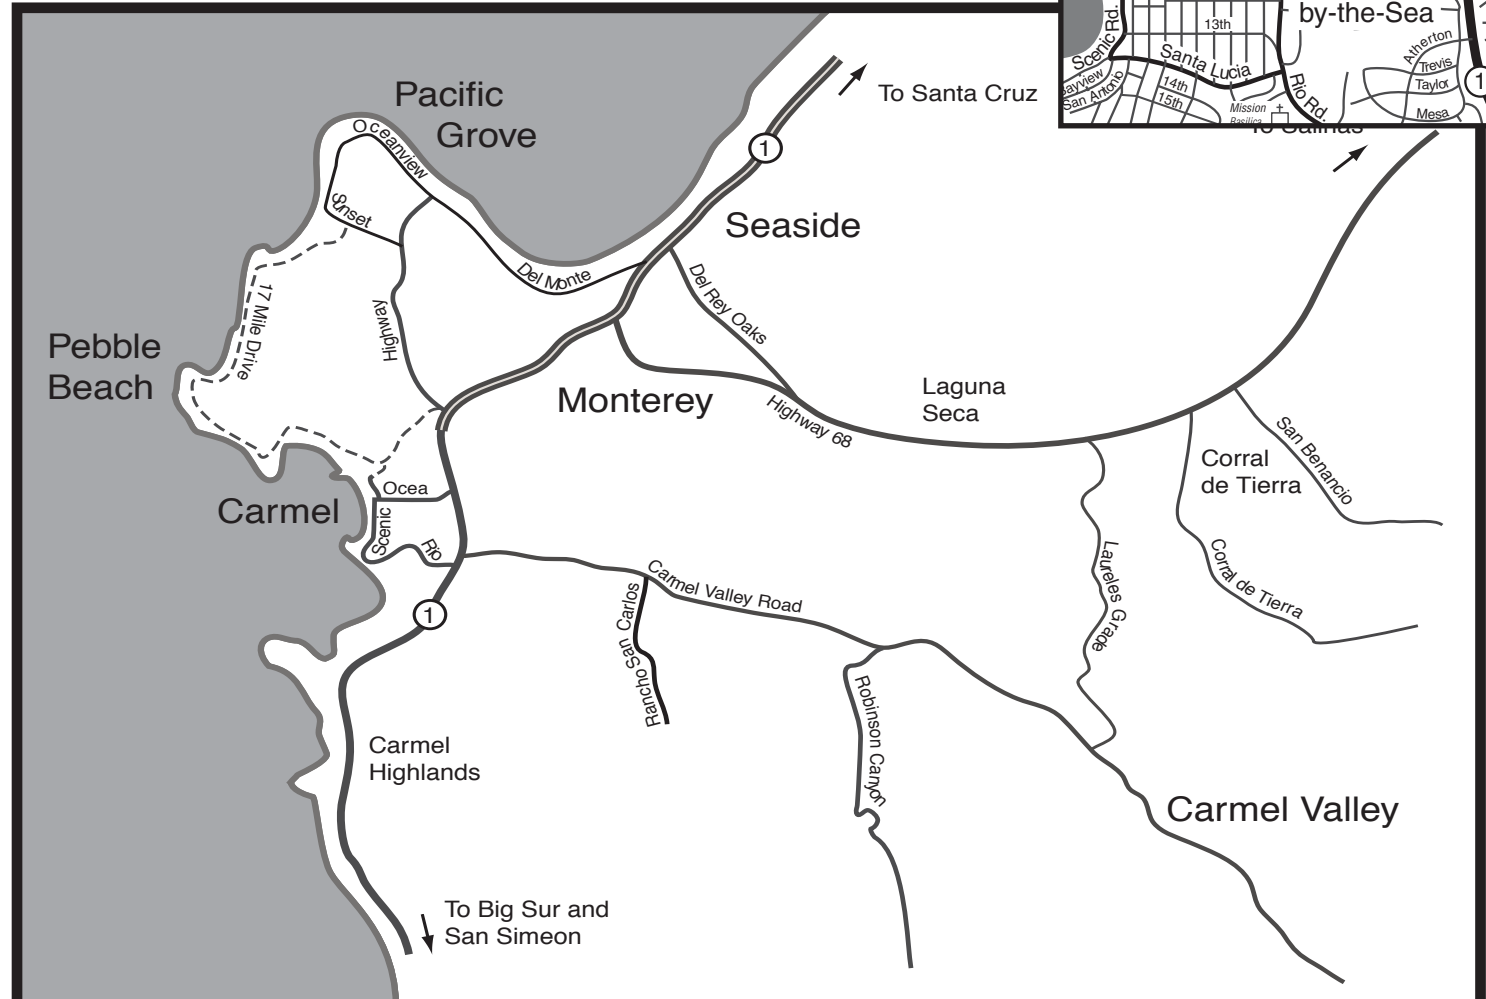 by-the-Sea
13th
Scenic Rd.
Santa Lucia
Atherton
Trevis
Taylor
Mesa
1
San Antonio
14th
15th
Mission
Basilica
Rio Rd.
To Salinas
Pacific
Grove
To Santa Cruz
1
Oceanview
Sunset
Seaside
Del Monte
Del Rey Oaks
17 Mile Drive
Highway
Pebble
Beach
Monterey
Highway 68
Laguna
Seca
San Benancio
Corral
de Tierra
Carmel
Ocea
Scenic
Rio
Carmel Valley Road
Laureles Grade
Corral de Tierra
1
Rancho San Carlos
Robinson Canyon
Carmel
Highlands
Carmel Valley
To Big Sur and
San Simeon